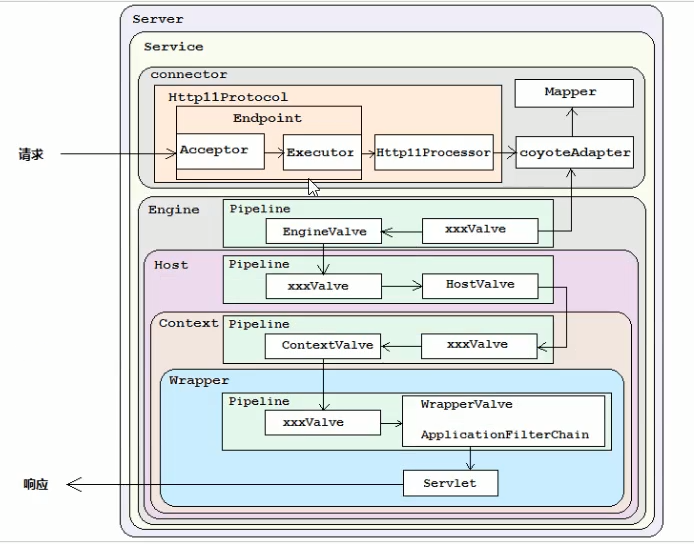 Server
Service
connector
Http11Protocol
Mapper
Endpoint
请求
Acceptor
Executor
Http11Processor
coyoteAdapter
Engine
Pipeline
EngineValve
xxxValve
Host
Pipeline
xxxValve
HostValve
Context
Pipeline
ContextValve
xxxValve
Wrapper
Pipeline
xxxValve
WrapperValve
ApplicationFilterChain
响应
Servlet